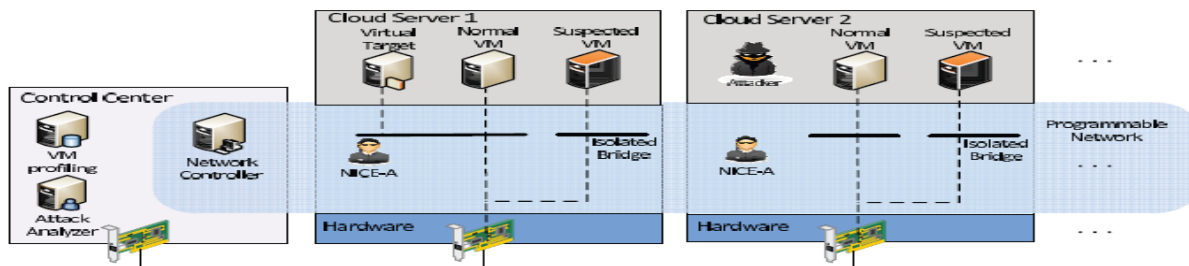 Control Center
VM
profiling
Attack
Analyzer
Network
Controller
Cloud Server 1
Virtual
Target
Normal
VM
Suspected
VM
NICE-A
Isolated
Bridge
Hardware
Cloud Server 2
Attacker
Normal
VM
Suspected
VM
NICE-A
Isolated
Bridge
Hardware
. . .
Programmable
Network
. . .
. . .